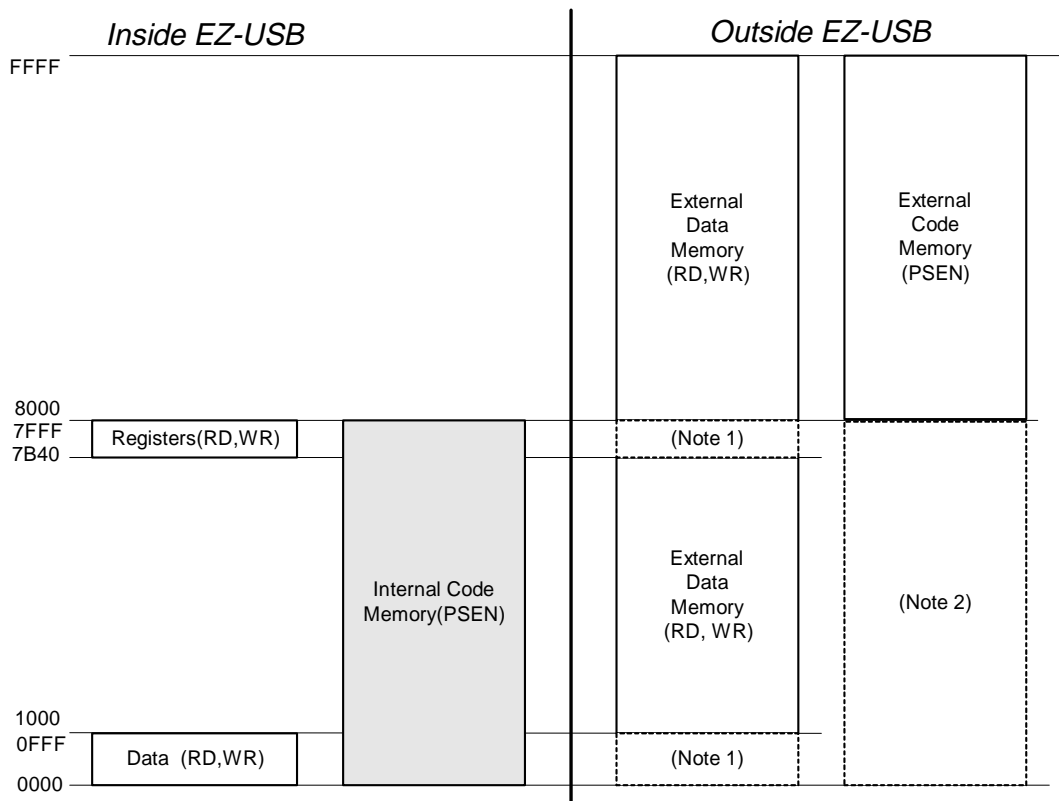 Inside EZ-USB
Outside EZ-USB
FFFF
External
Data
Memory
(RD,WR)
External
Code
Memory
(PSEN)
8000
7FFF
7B40
Registers(RD,WR)
(Note 1)
Internal Code
Memory(PSEN)
External
Data
Memory
(RD, WR)
(Note 2)
1000
0FFF
0000
Data (RD,WR)
(Note 1)